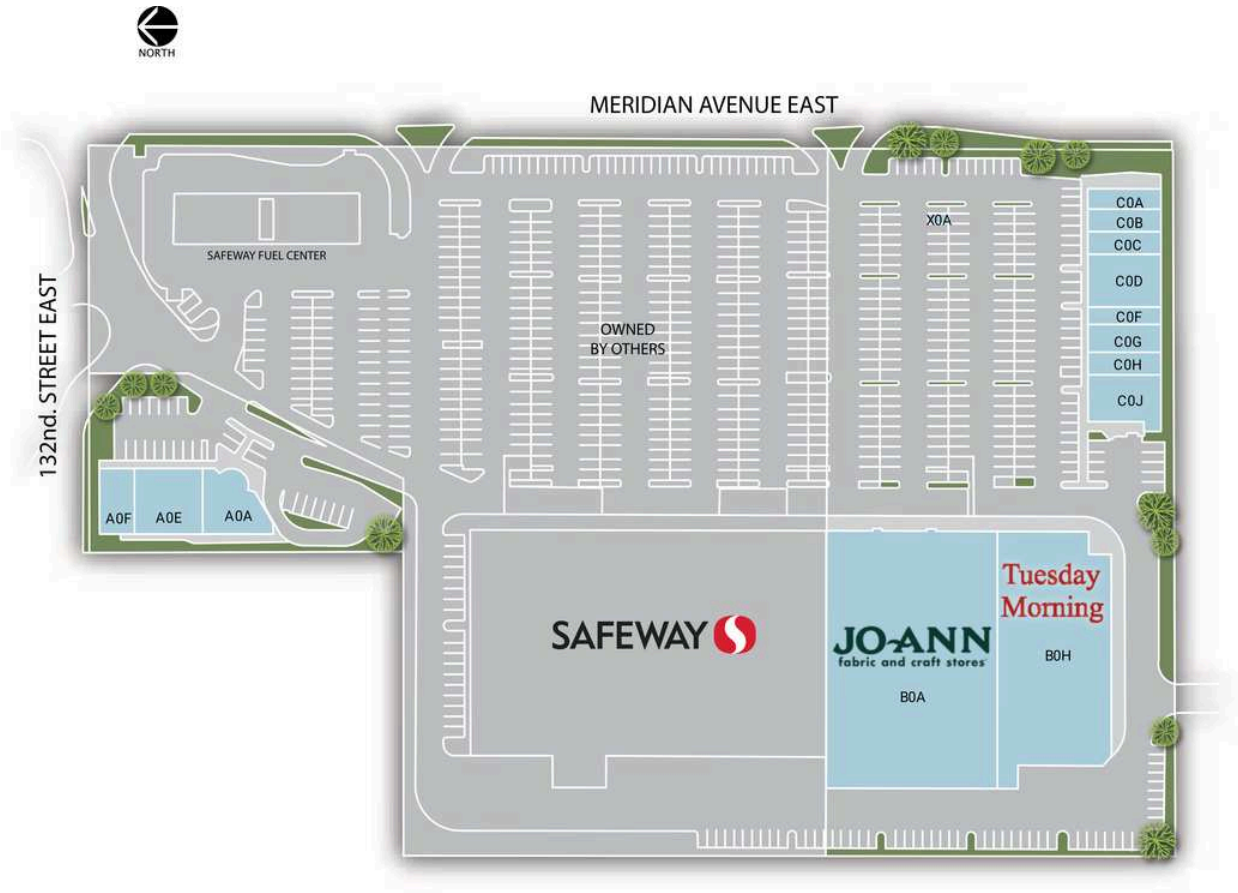 NORTH
MERIDIAN AVENUE EAST
132nd. STREET EAST
SAFEWAY FUEL CENTER
X0A
OWNED
BY OTHERS
C0A
C0B
C0C
C0D
C0F
C0G
C0H
C0J
A0F
A0E
A0A
SAFEWAY
JO-ANN
fabric and craft stores
B0A
Tuesday
Morning
B0H